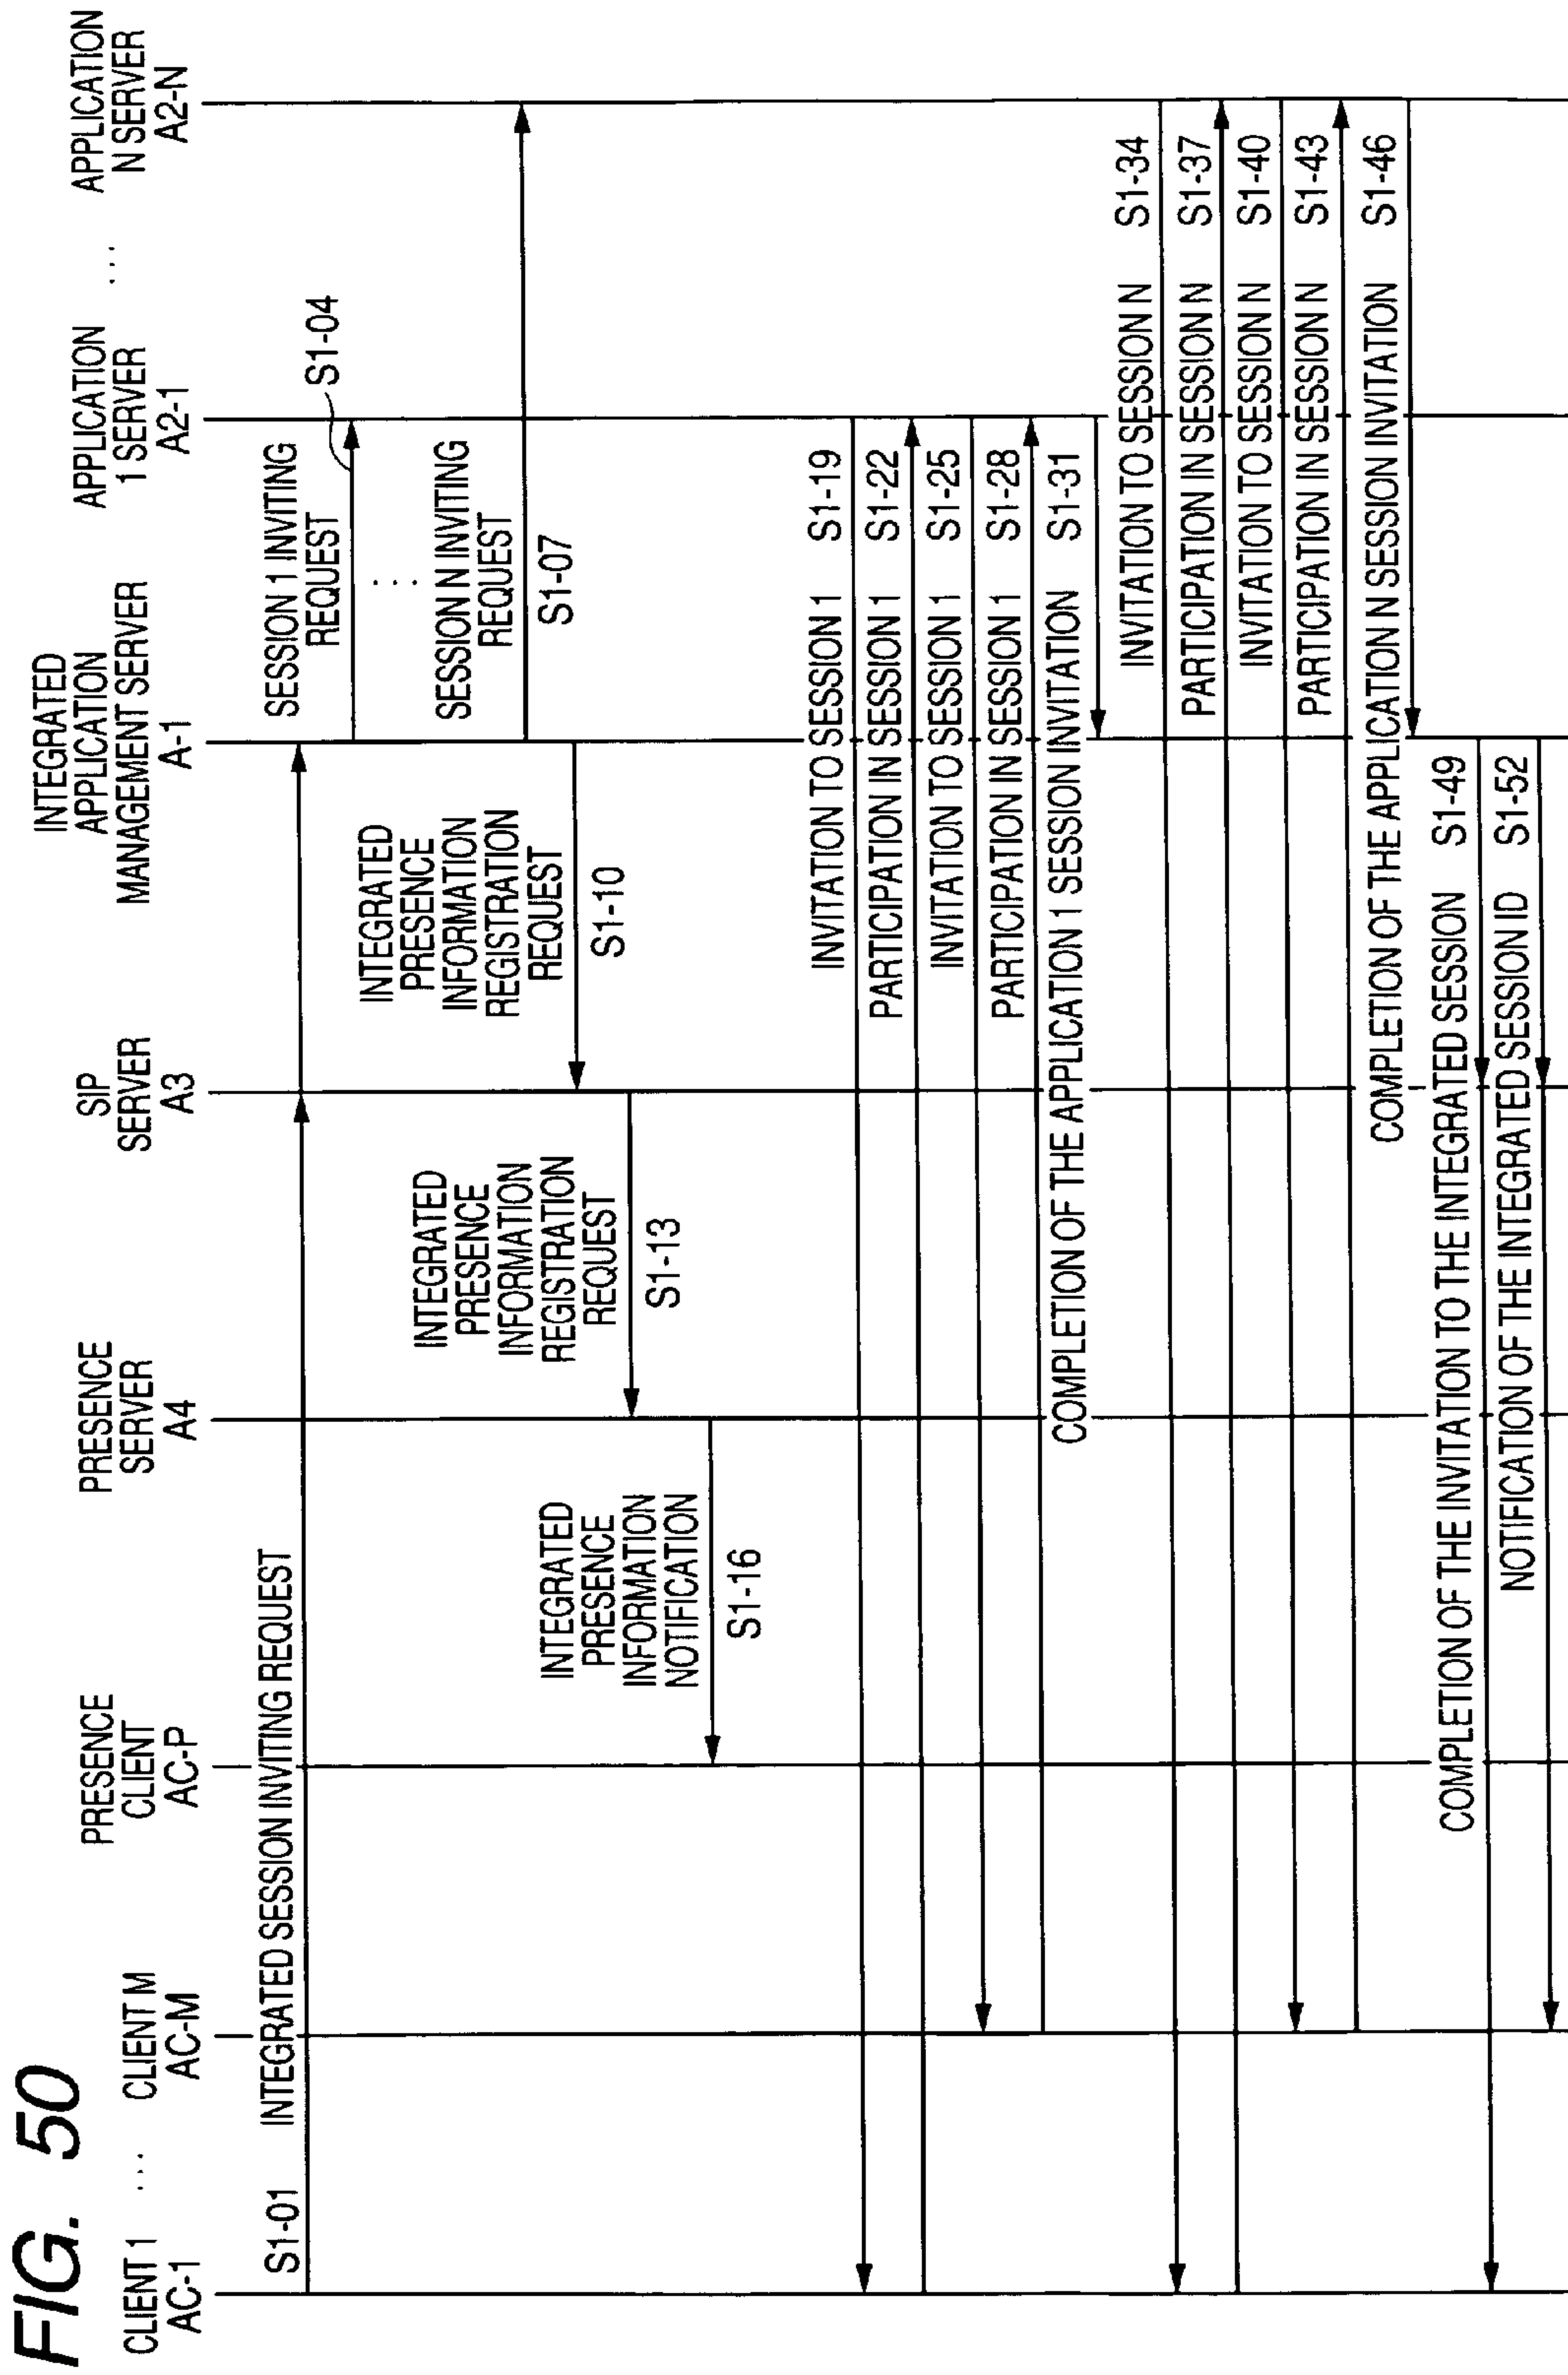 FIG. 50
CLIENT 1
AC-1
...
CLIENT M
AC-M
PRESENCE
CLIENT
AC-P
PRESENCE
SERVER
A4
SIP
SERVER
A3
INTEGRATED
APPLICATION
MANAGEMENT SERVER
A-1
APPLICATION
1 SERVER
A2-1
...
APPLICATION
N SERVER
A2-N
S1-01
INTEGRATED SESSION INVITING REQUEST
SESSION 1 INVITING
REQUEST
S1-04
...
SESSION N INVITING
REQUEST
S1-07
INTEGRATED
PRESENCE
INFORMATION
REGISTRATION
REQUEST
S1-10
INTEGRATED
PRESENCE
INFORMATION
REGISTRATION
REQUEST
S1-13
INTEGRATED
PRESENCE
INFORMATION
NOTIFICATION
S1-16
INVITATION TO SESSION 1 S1-19
PARTICIPATION IN SESSION 1 S1-22
INVITATION TO SESSION 1 S1-25
PARTICIPATION IN SESSION 1 S1-28
COMPLETION OF THE APPLICATION 1 SESSION INVITATION S1-31
INVITATION TO SESSION N S1-34
PARTICIPATION IN SESSION N S1-37
INVITATION TO SESSION N S1-40
PARTICIPATION IN SESSION N S1-43
COMPLETION OF THE APPLICATION N SESSION INVITATION S1-46
COMPLETION OF THE INVITATION TO THE INTEGRATED SESSION S1-49
NOTIFICATION OF THE INTEGRATED SESSION ID S1-52